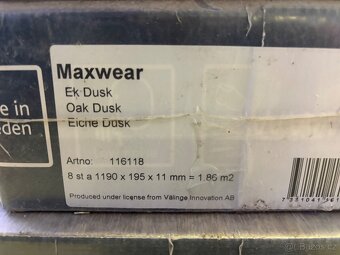 Maxwear
Ek Dusk
Oak Dusk
Eiche Dusk
e in
eden
Artno: 116118
8 st a 1190 x 195 x 11 mm = 1.86 m2
Produced under license from Välinge Innovation AB